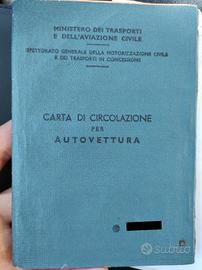 MINISTERO DEI TRASPORTI
E DELL'AVIAZIONE CIVILE
ISPETTORATO GENERALE DELLA MOTORIZZAZIONE CIVILE
E DEI TRASPORTI IN CONCESSIONE
CARTA DI CIRCOLAZIONE
PER
AUTOVETTURA
subito